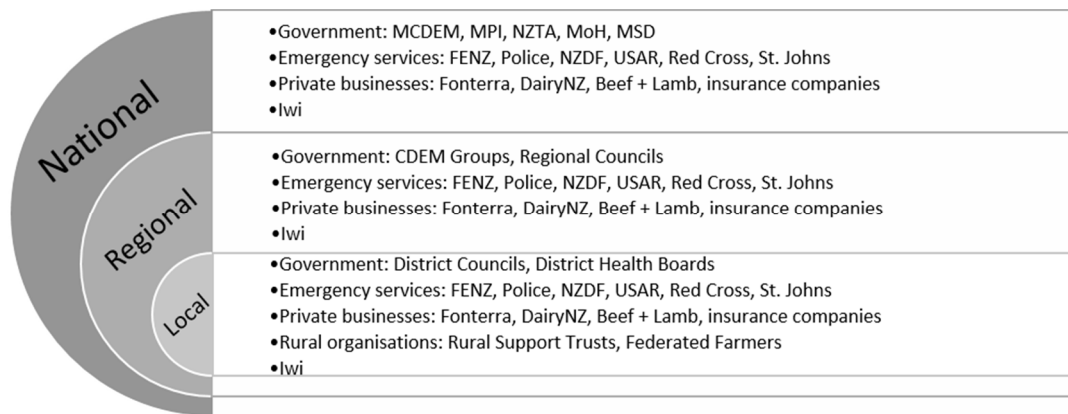 National
•Government: MCDEM, MPI, NZTA, MoH, MSD
•Emergency services: FENZ, Police, NZDF, USAR, Red Cross, St. Johns
•Private businesses: Fonterra, DairyNZ, Beef + Lamb, insurance companies
•Iwi
Regional
•Government: CDEM Groups, Regional Councils
•Emergency services: FENZ, Police, NZDF, USAR, Red Cross, St. Johns
•Private businesses: Fonterra, DairyNZ, Beef + Lamb, insurance companies
•Iwi
Local
•Government: District Councils, District Health Boards
•Emergency services: FENZ, Police, NZDF, USAR, Red Cross, St. Johns
•Private businesses: Fonterra, DairyNZ, Beef + Lamb, insurance companies
•Rural organisations: Rural Support Trusts, Federated Farmers
•Iwi